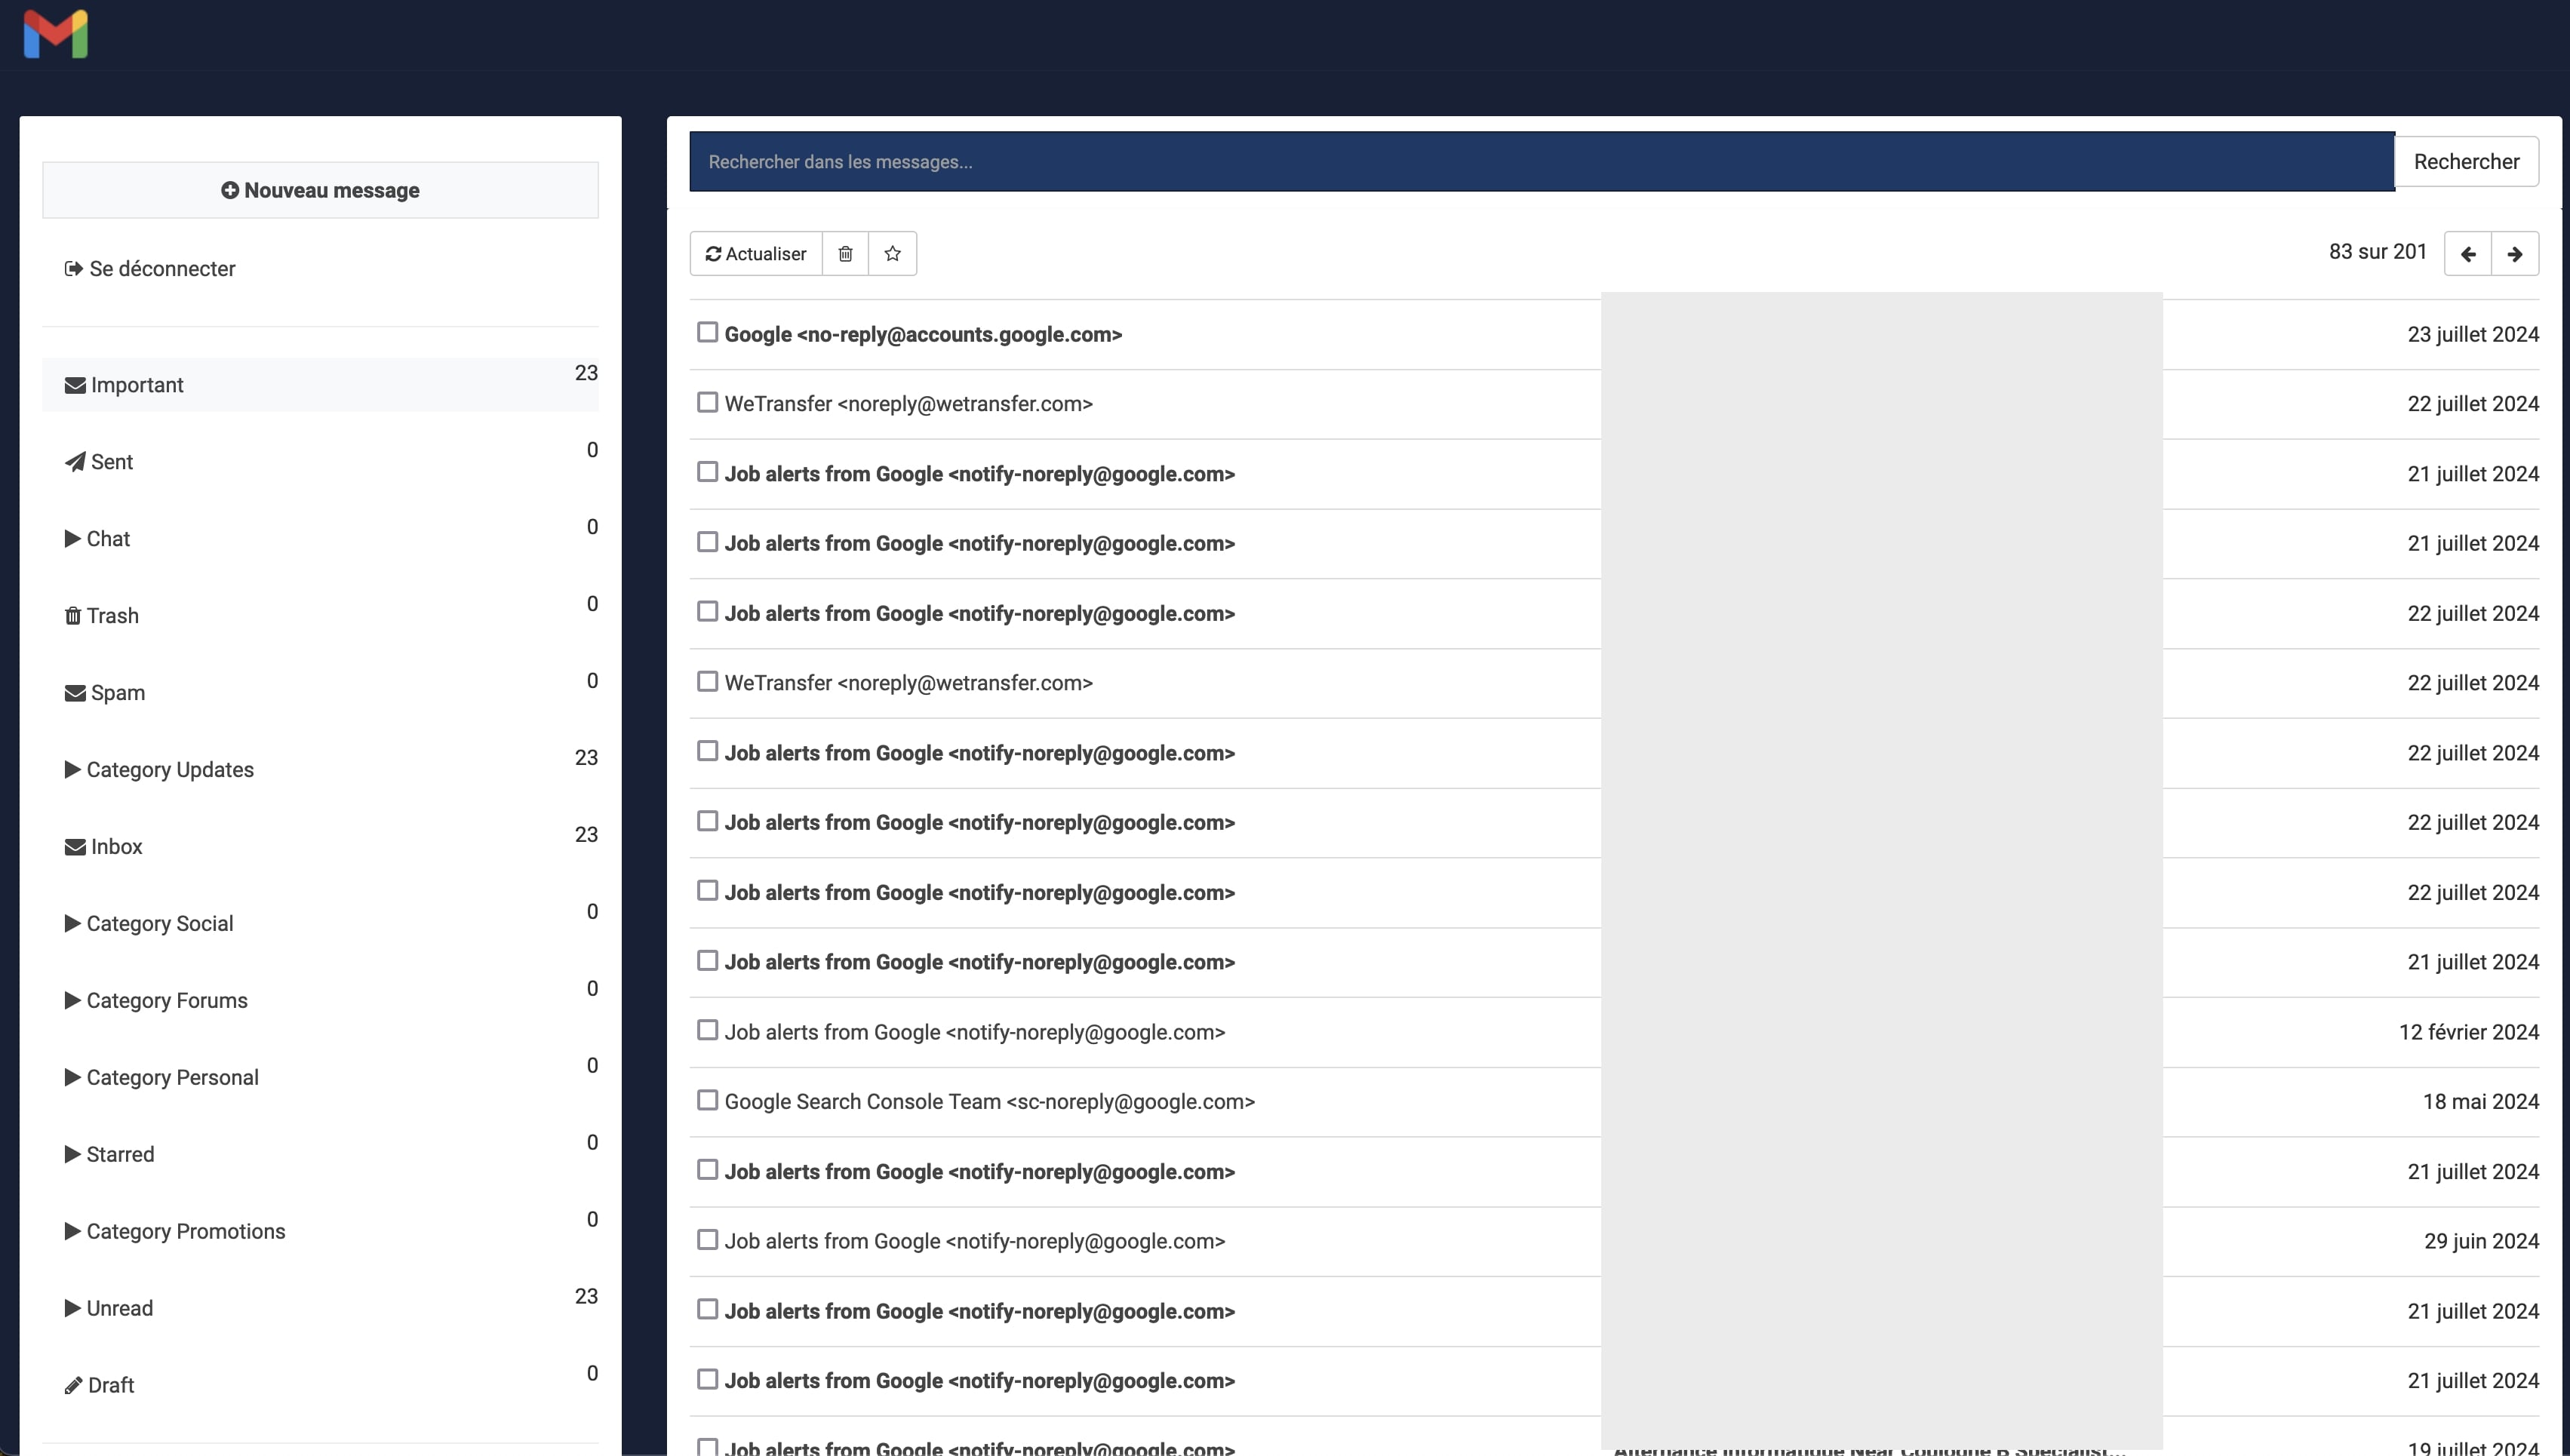 Nouveau message
Se déconnecter
Important 23
Sent 0
Chat 0
Trash 0
Spam 0
Category Updates 23
Inbox 23
Category Social 0
Category Forums 0
Category Personal 0
Starred 0
Category Promotions 0
Unread 23
Draft 0
Rechercher dans les messages... Rechercher
Actualiser 83 sur 201
Google <no-reply@accounts.google.com> 23 juillet 2024
WeTransfer <noreply@wetransfer.com> 22 juillet 2024
Job alerts from Google <notify-noreply@google.com> 21 juillet 2024
Job alerts from Google <notify-noreply@google.com> 21 juillet 2024
Job alerts from Google <notify-noreply@google.com> 22 juillet 2024
WeTransfer <noreply@wetransfer.com> 22 juillet 2024
Job alerts from Google <notify-noreply@google.com> 22 juillet 2024
Job alerts from Google <notify-noreply@google.com> 22 juillet 2024
Job alerts from Google <notify-noreply@google.com> 22 juillet 2024
Job alerts from Google <notify-noreply@google.com> 21 juillet 2024
Job alerts from Google <notify-noreply@google.com> 12 février 2024
Google Search Console Team <sc-noreply@google.com> 18 mai 2024
Job alerts from Google <notify-noreply@google.com> 21 juillet 2024
Job alerts from Google <notify-noreply@google.com> 29 juin 2024
Job alerts from Google <notify-noreply@google.com> 21 juillet 2024
Job alerts from Google <notify-noreply@google.com> 21 juillet 2024
Job alerts from Google <notify-noreply@google.com> 19 juillet 2024